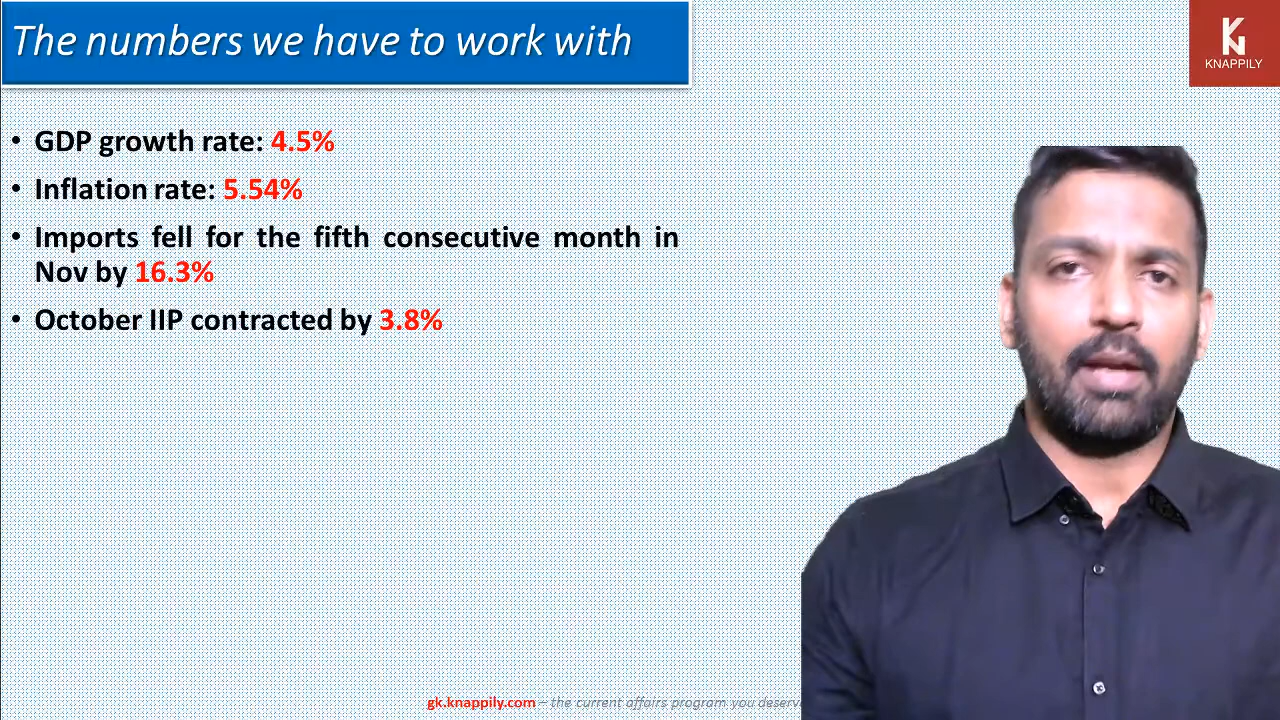 The numbers we have to work with
KNAPPILY
• GDP growth rate: 4.5%
• Inflation rate: 5.54%
• Imports fell for the fifth consecutive month in
Nov by 16.3%
• October IIP contracted by 3.8%
gk.knappily.com – the current affairs program you